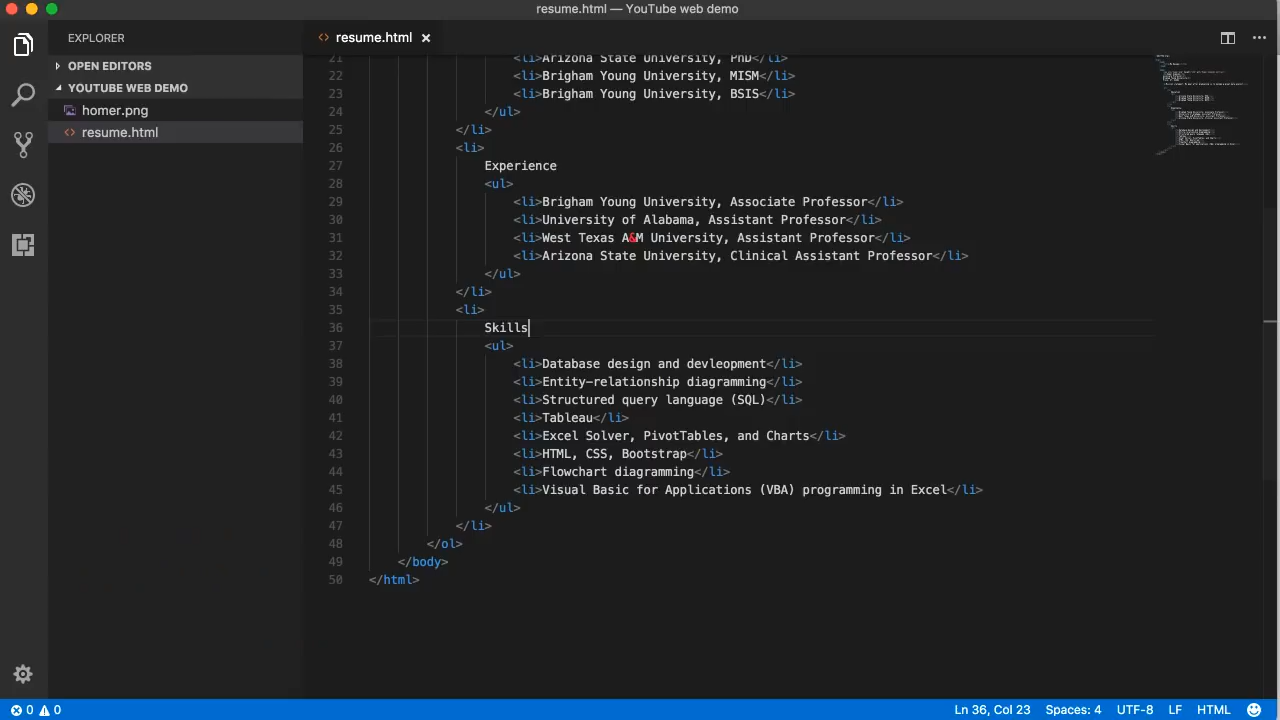 resume.html — YouTube web demo
EXPLORER
OPEN EDITORS
YOUTUBE WEB DEMO
homer.png
resume.html
resume.html
21 <li>Arizona State University, PhD</li>
22 <li>Brigham Young University, MISM</li>
23 <li>Brigham Young University, BSIS</li>
24 </ul>
25 </li>
26 <li>
27 Experience
28 <ul>
29 <li>Brigham Young University, Associate Professor</li>
30 <li>University of Alabama, Assistant Professor</li>
31 <li>West Texas A&M University, Assistant Professor</li>
32 <li>Arizona State University, Clinical Assistant Professor</li>
33 </ul>
34 </li>
35 <li>
36 Skills
37 <ul>
38 <li>Database design and devleopment</li>
39 <li>Entity-relationship diagramming</li>
40 <li>Structured query language (SQL)</li>
41 <li>Tableau</li>
42 <li>Excel Solver, PivotTables, and Charts</li>
43 <li>HTML, CSS, Bootstrap</li>
44 <li>Flowchart diagramming</li>
45 <li>Visual Basic for Applications (VBA) programming in Excel</li>
46 </ul>
47 </li>
48 </ol>
49 </body>
50 </html>
0 0 Ln 36, Col 23 Spaces: 4 UTF-8 LF HTML